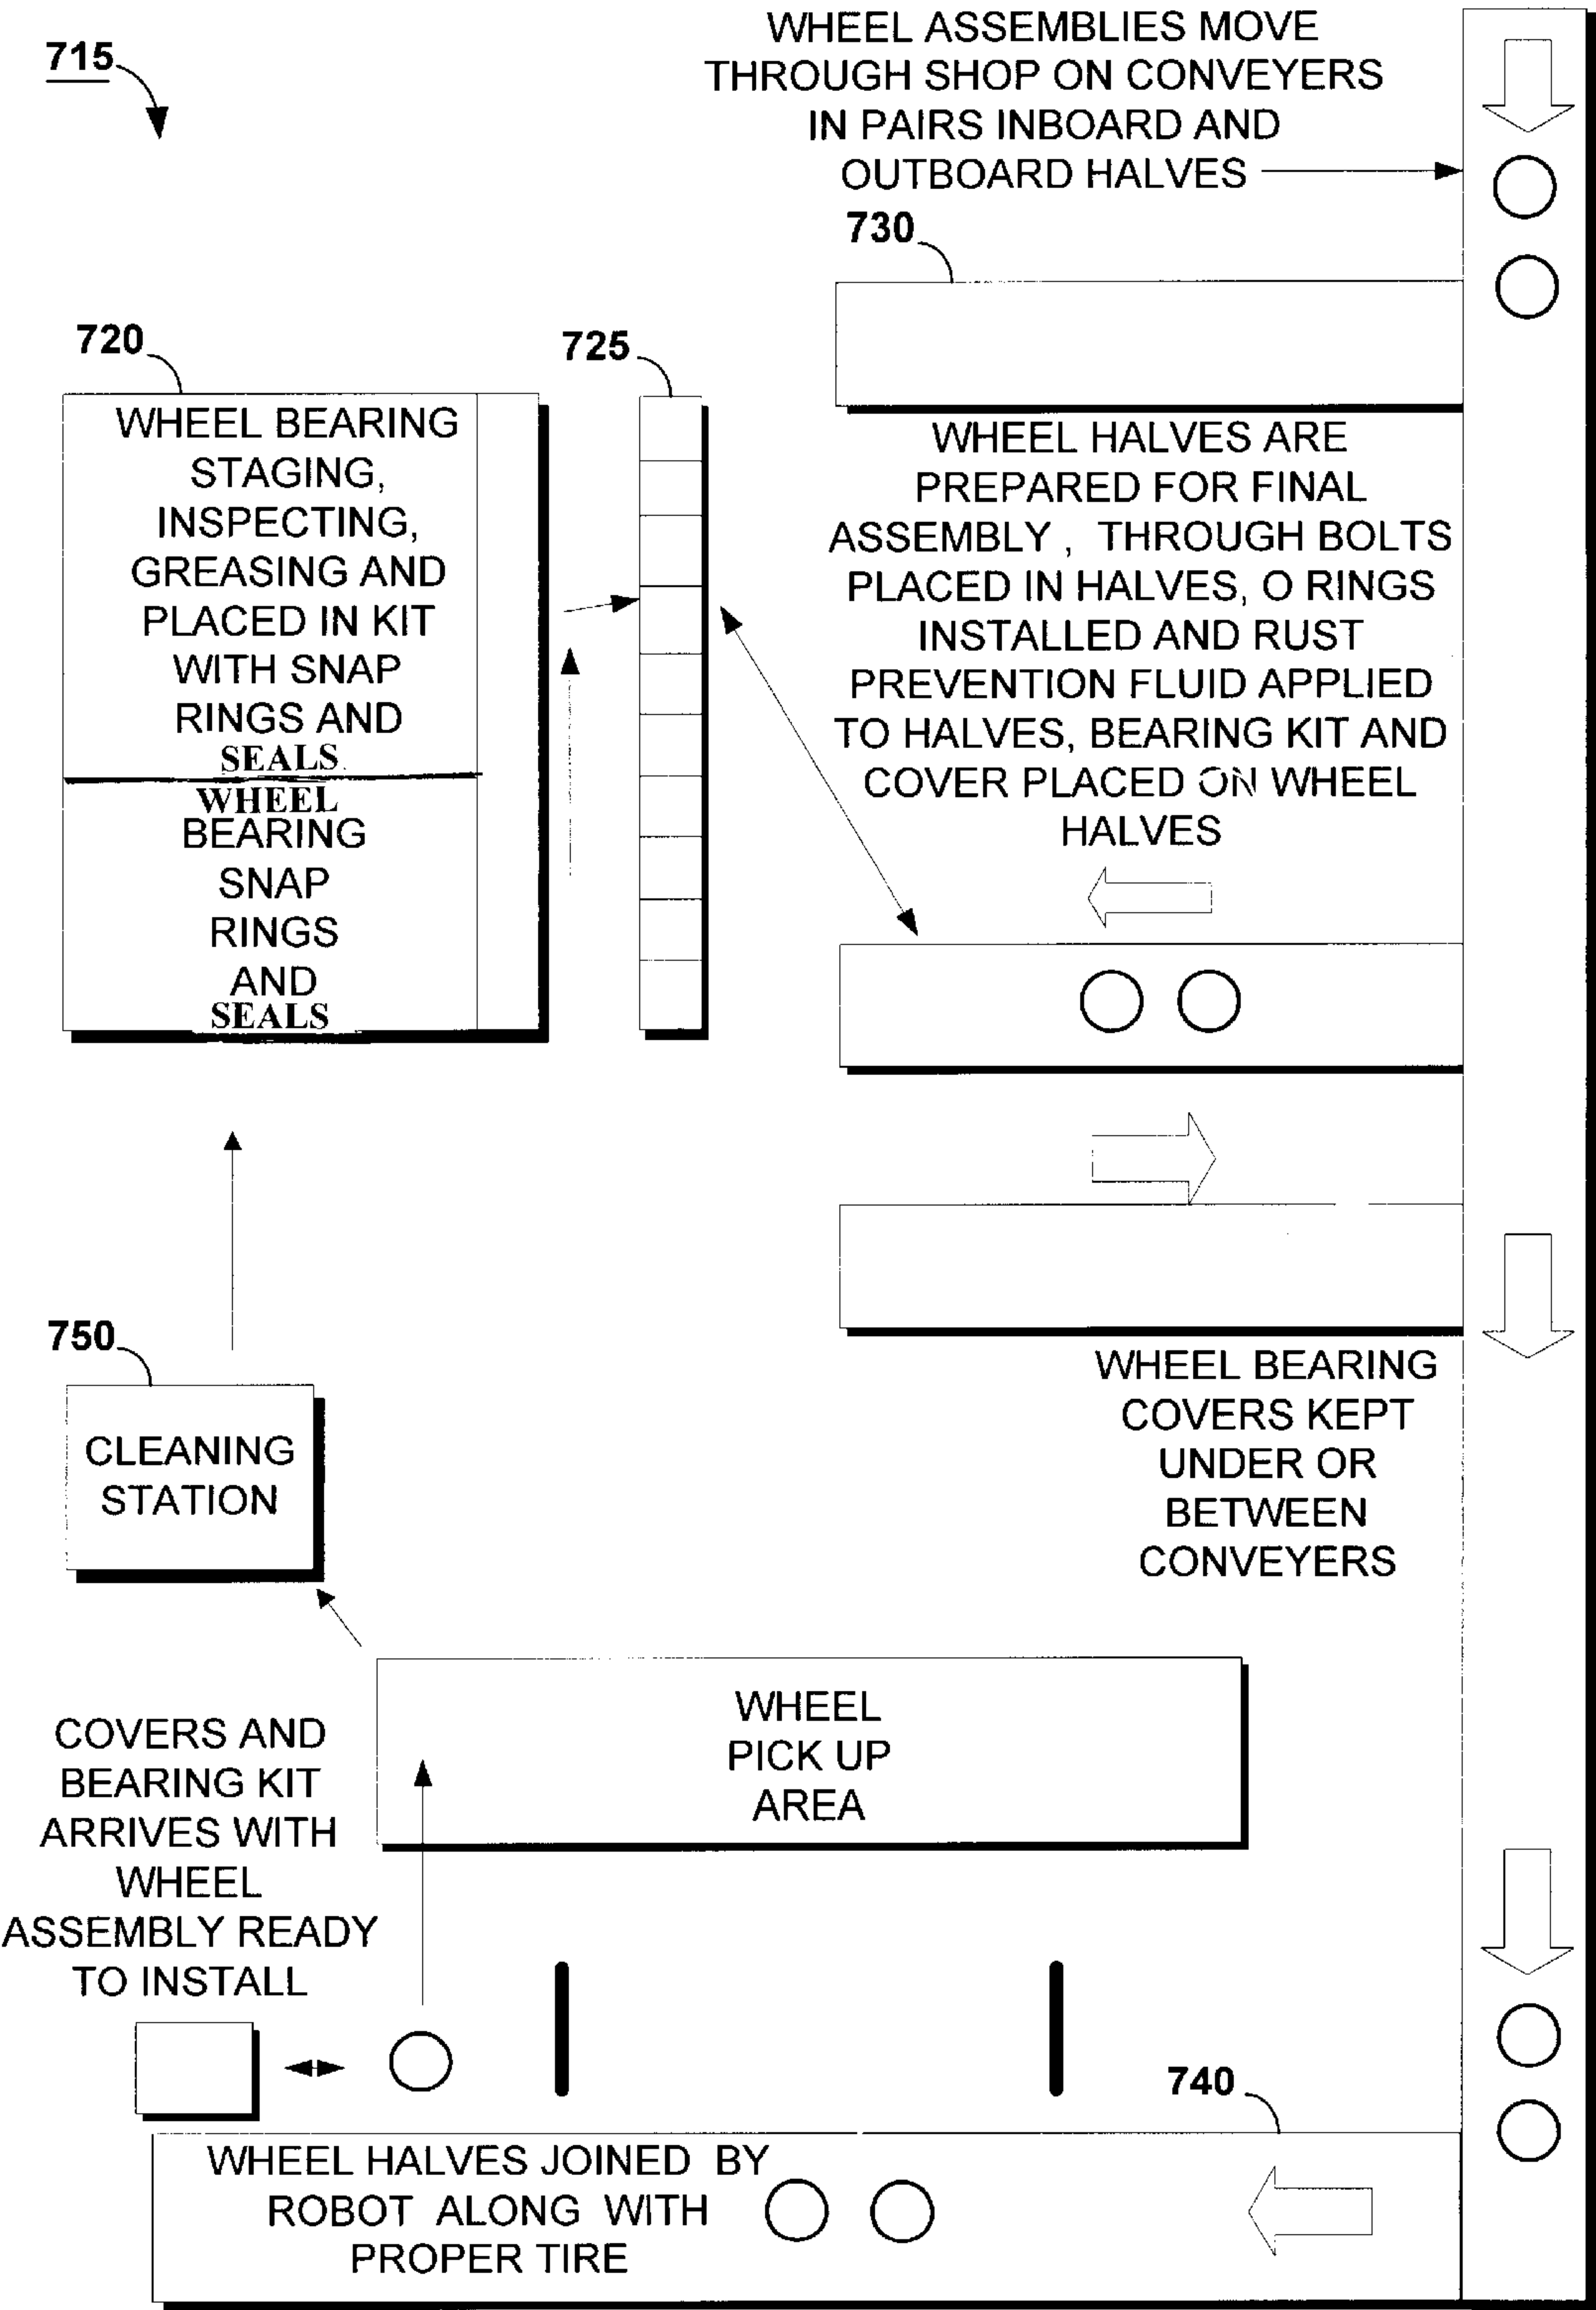 715
WHEEL ASSEMBLIES MOVE
THROUGH SHOP ON CONVEYERS
IN PAIRS INBOARD AND
OUTBOARD HALVES
730
720
725
WHEEL BEARING
STAGING,
INSPECTING,
GREASING AND
PLACED IN KIT
WITH SNAP
RINGS AND
SEALS.
WHEEL
BEARING
SNAP
RINGS
AND
SEALS
WHEEL HALVES ARE
PREPARED FOR FINAL
ASSEMBLY , THROUGH BOLTS
PLACED IN HALVES, O RINGS
INSTALLED AND RUST
PREVENTION FLUID APPLIED
TO HALVES, BEARING KIT AND
COVER PLACED ON WHEEL
HALVES
750
CLEANING
STATION
WHEEL BEARING
COVERS KEPT
UNDER OR
BETWEEN
CONVEYERS
WHEEL
PICK UP
AREA
COVERS AND
BEARING KIT
ARRIVES WITH
WHEEL
ASSEMBLY READY
TO INSTALL
740
WHEEL HALVES JOINED BY
ROBOT ALONG WITH
PROPER TIRE